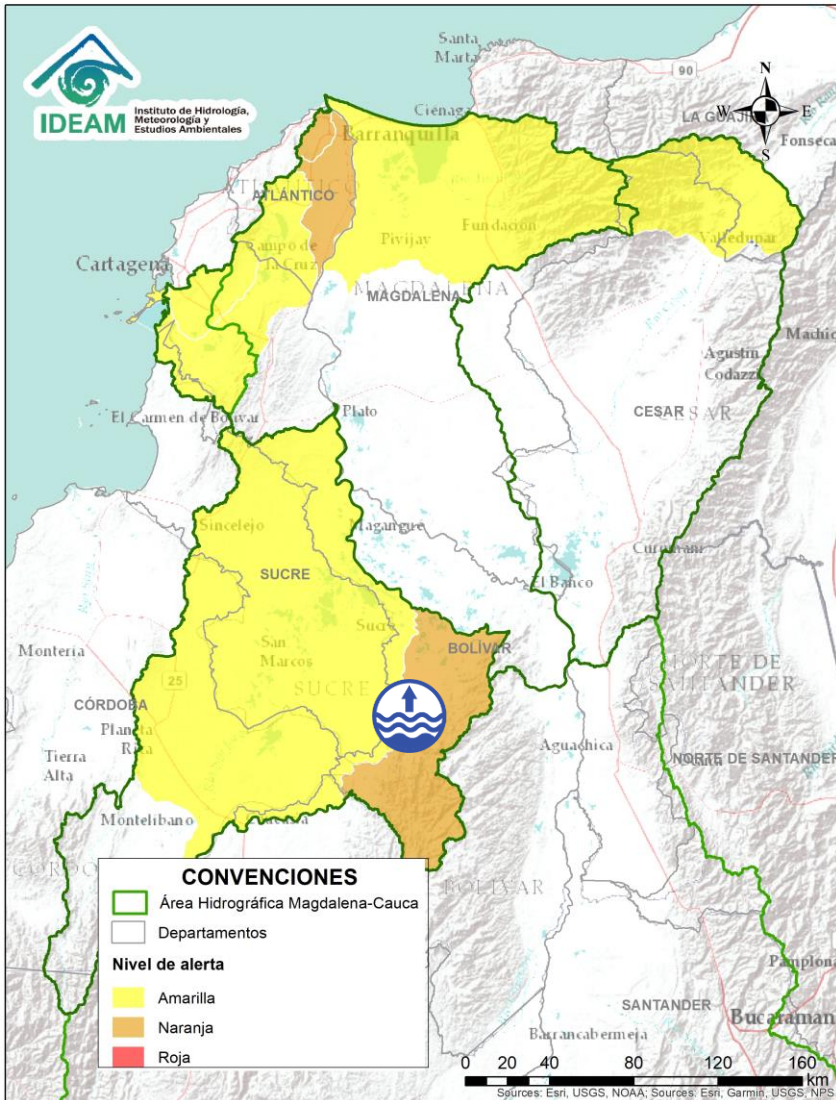 IDEAM
Instituto de Hidrología,
Meteorología y
Estudios Ambientales
Santa
Marta
90
N
E
S
Ciénaga
LA GUAJI
Fonseca
Barranquilla
ATLÁNTICO
Fundación
Pivijay
Valledupar
Campo de
la Cruz
Cartagena
MAGDALENA
Agustín
Codazzi
CESAR
El Carmen de Bolívar
Plato
Sincelejo
Magangué
Curumaní
SUCRE
El Banco
Sucre
BOLÍVAR
Montería
San
Marcos
SUCRE
NORTE DE
SANTANDER
25
CÓRDOBA
Planeta
Rica
Aguachica
Tierra
Alta
NORTE DE SANTANDER
Montelíbano
BOLÍVAR
CONVENCIONES
Área Hidrográfica Magdalena-Cauca
Departamentos
Nivel de alerta
Amarilla
Naranja
Roja
Pamplona
SANTANDER
Bucaraman
Barrancabermeja
0 20 40 80 120 160
km
Sources: Esri, USGS, NOAA; Sources: Esri, Garmin, USGS, NPS